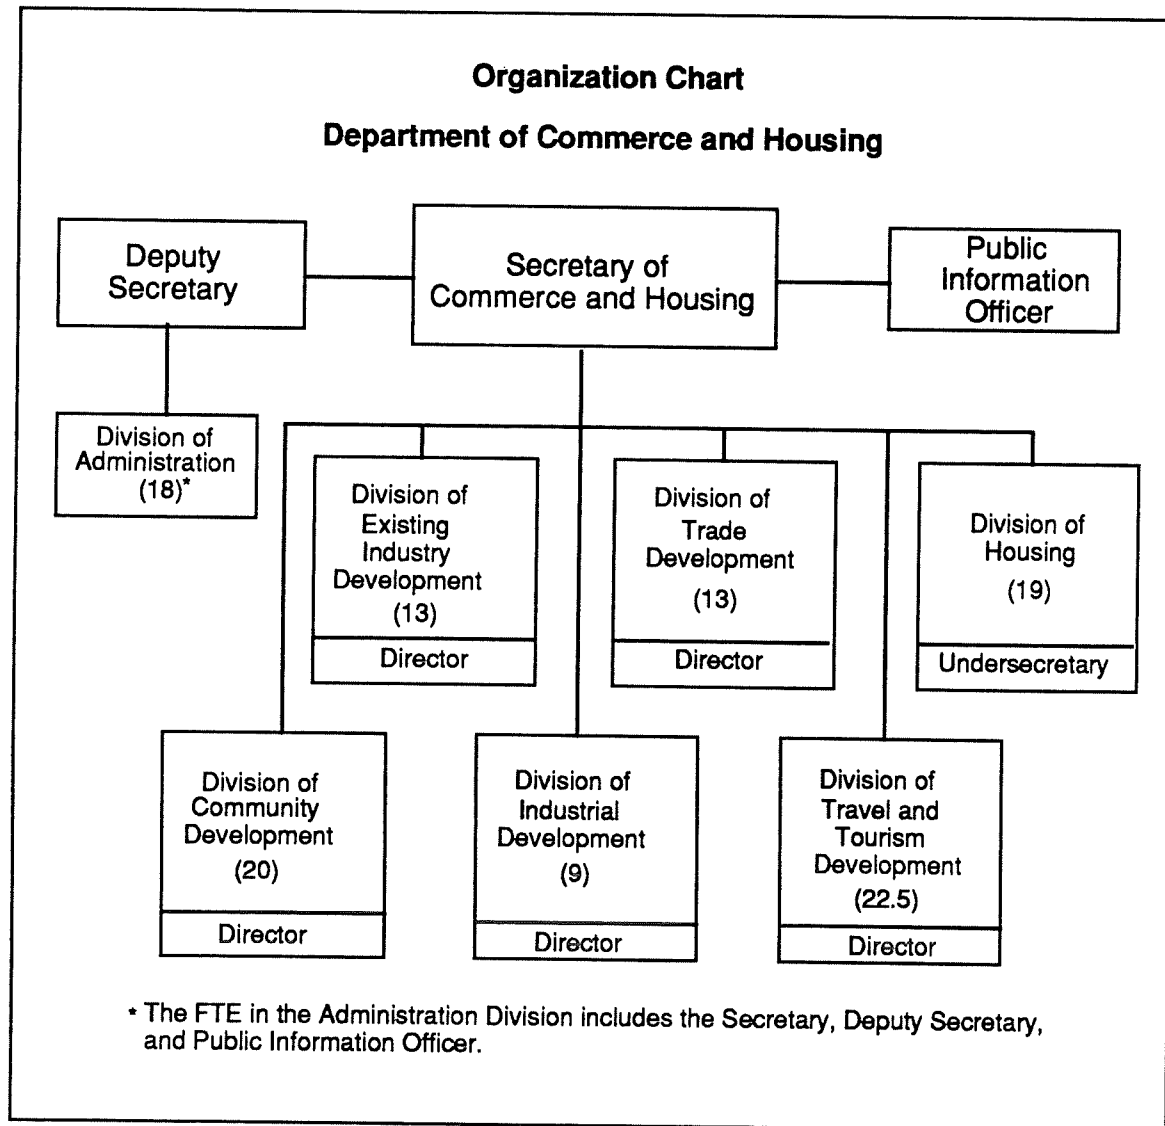 Organization Chart
Department of Commerce and Housing
Deputy
Secretary
Secretary of
Commerce and Housing
Public
Information
Officer
Division of
Administration
(18)*
Division of
Existing
Industry
Development
(13)
Director
Division of
Trade
Development
(13)
Director
Division of
Housing
(19)
Undersecretary
Division of
Community
Development
(20)
Director
Division of
Industrial
Development
(9)
Director
Division of
Travel and
Tourism
Development
(22.5)
Director
* The FTE in the Administration Division includes the Secretary, Deputy Secretary,
and Public Information Officer.